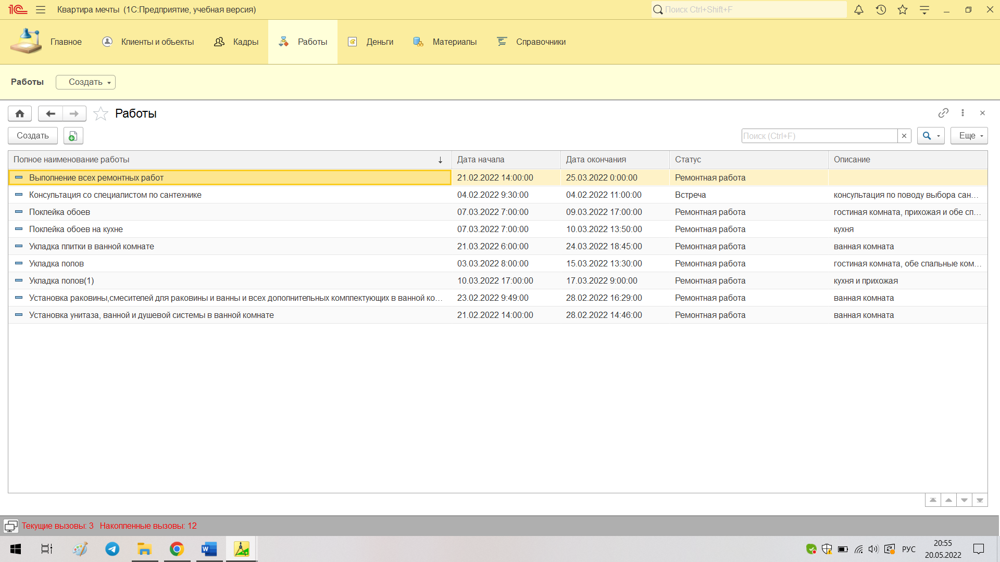 1С Квартира мечты (1С:Предприятие, учебная версия) Поиск Ctrl+Shift+F
Главное Клиенты и объекты Кадры Работы Деньги Материалы Справочники
Работы Создать
Работы
Создать Поиск (Ctrl+F) × Еще
Полное наименование работы ↓ Дата начала Дата окончания Статус Описание
Выполнение всех ремонтных работ 21.02.2022 14:00:00 25.03.2022 0:00:00 Ремонтная работа
Консультация со специалистом по сантехнике 04.02.2022 9:30:00 04.02.2022 11:00:00 Встреча консультация по поводу выбора сан...
Поклейка обоев 07.03.2022 7:00:00 09.03.2022 17:00:00 Ремонтная работа гостиная комната, прихожая и обе сп...
Поклейка обоев на кухне 07.03.2022 7:00:00 10.03.2022 13:50:00 Ремонтная работа кухня
Укладка плитки в ванной комнате 21.03.2022 6:00:00 24.03.2022 18:45:00 Ремонтная работа ванная комната
Укладка полов 03.03.2022 8:00:00 15.03.2022 13:30:00 Ремонтная работа гостиная комната, обе спальные ком...
Укладка полов(1) 10.03.2022 17:00:00 17.03.2022 9:00:00 Ремонтная работа кухня и прихожая
Установка раковины,смесителей для раковины и ванны и всех дополнительных комплектующих в ванной ко... 23.02.2022 9:49:00 28.02.2022 16:29:00 Ремонтная работа ванная комната
Установка унитаза, ванной и душевой системы в ванной комнате 21.02.2022 14:00:00 28.02.2022 14:46:00 Ремонтная работа ванная комната
Текущие вызовы: 3 Накопленные вызовы: 12
W РУС 20:55
20.05.2022